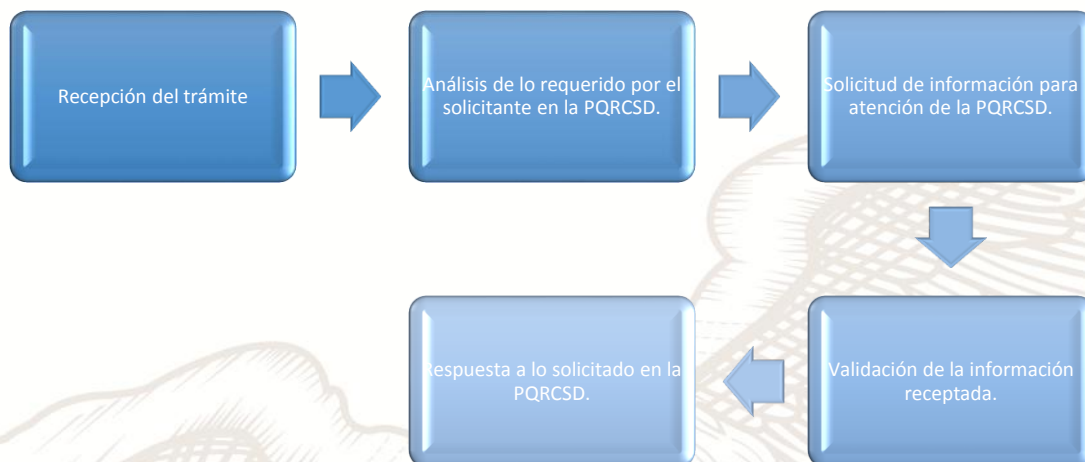 Recepción del trámite
Análisis de lo requerido por el
solicitante en la PQRCSD.
Solicitud de información para
atención de la PQRCSD.
Validación de la información
receptada.
Respuesta a lo solicitado en la
PQRCSD.